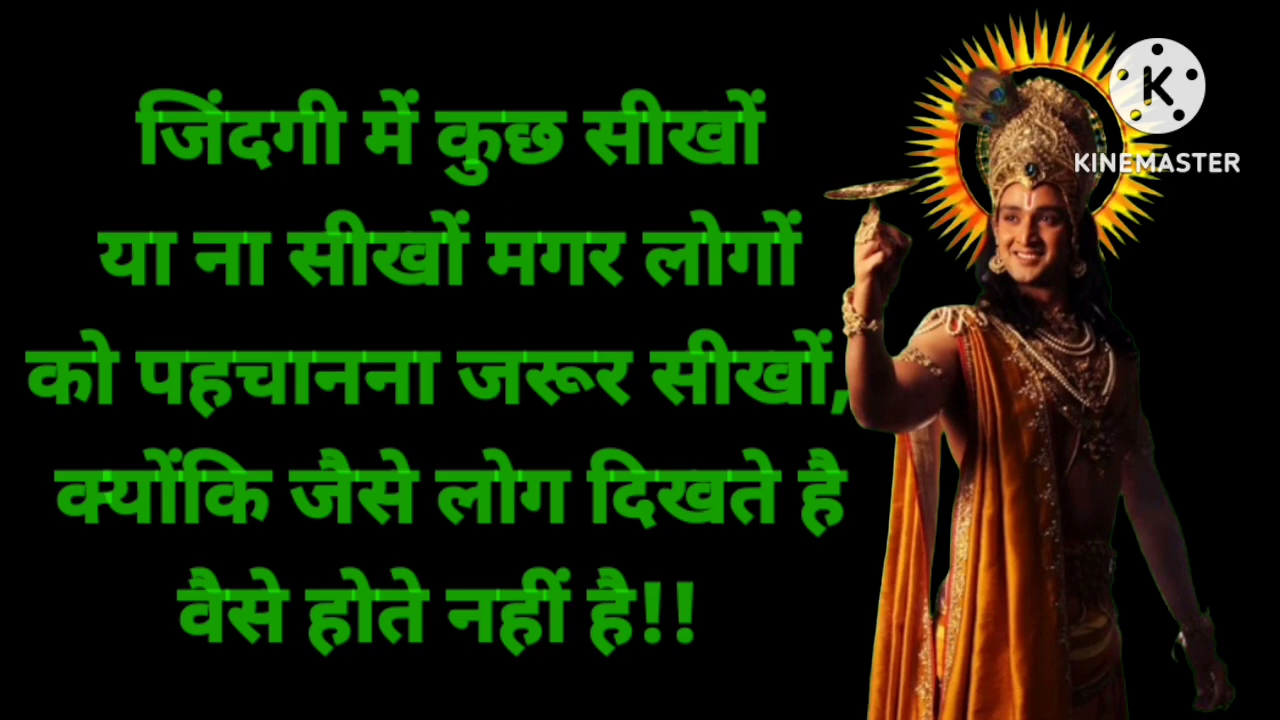 जिंदगी में कुछ सीखों
या ना सीखों मगर लोगों
को पहचानना जरूर सीखों,
क्योंकि जैसे लोग दिखते है
वैसे होते नहीं है!!
K
KINEMASTER